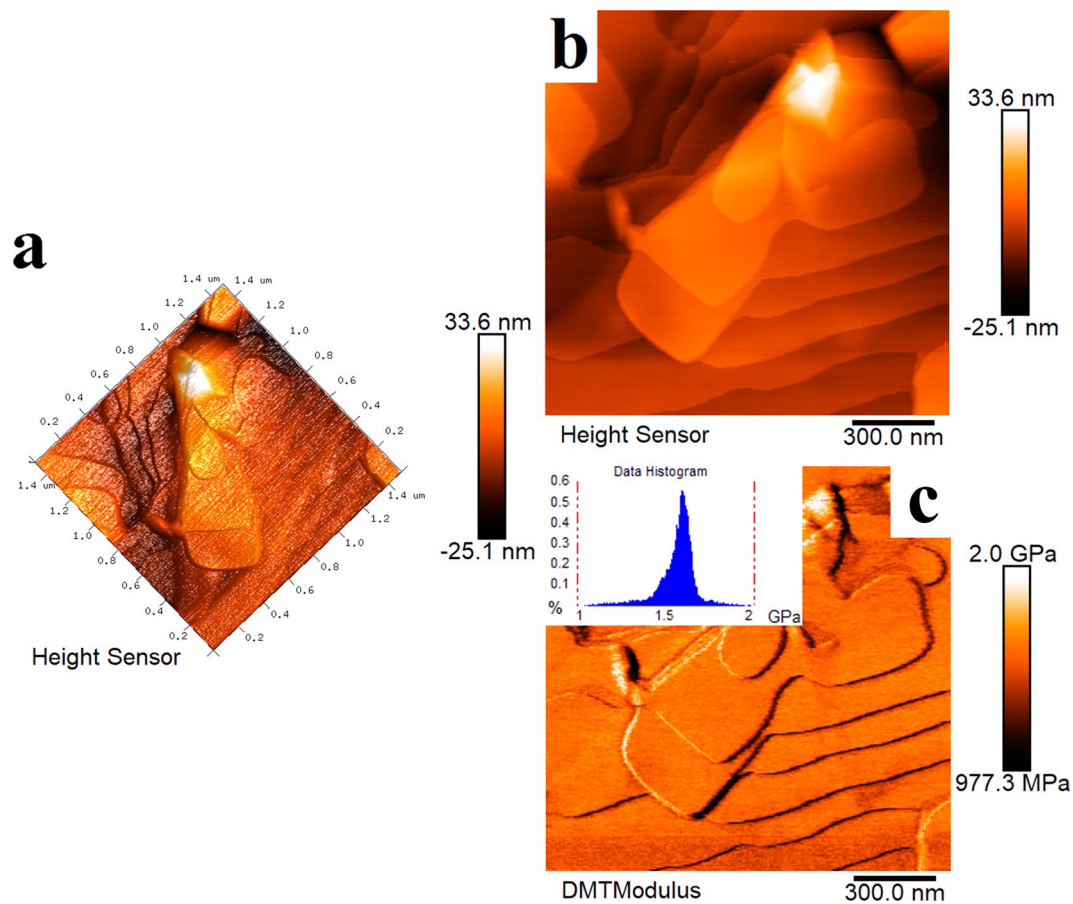 a
1.4 um
1.4 um
1.2
1.2
1.0
1.0
0.8
0.8
0.6
0.6
0.4
0.4
0.2
0.2
1.4 um
1.4 um
1.2
1.2
1.0
1.0
0.8
0.8
0.6
0.6
0.4
0.4
0.2
0.2
Height Sensor
33.6 nm
-25.1 nm
b
33.6 nm
-25.1 nm
Height Sensor
300.0 nm
Data Histogram
0.6
0.5
0.4
0.3
0.2
0.1
%
1
1.5
2
GPa
c
2.0 GPa
977.3 MPa
DMTModulus
300.0 nm